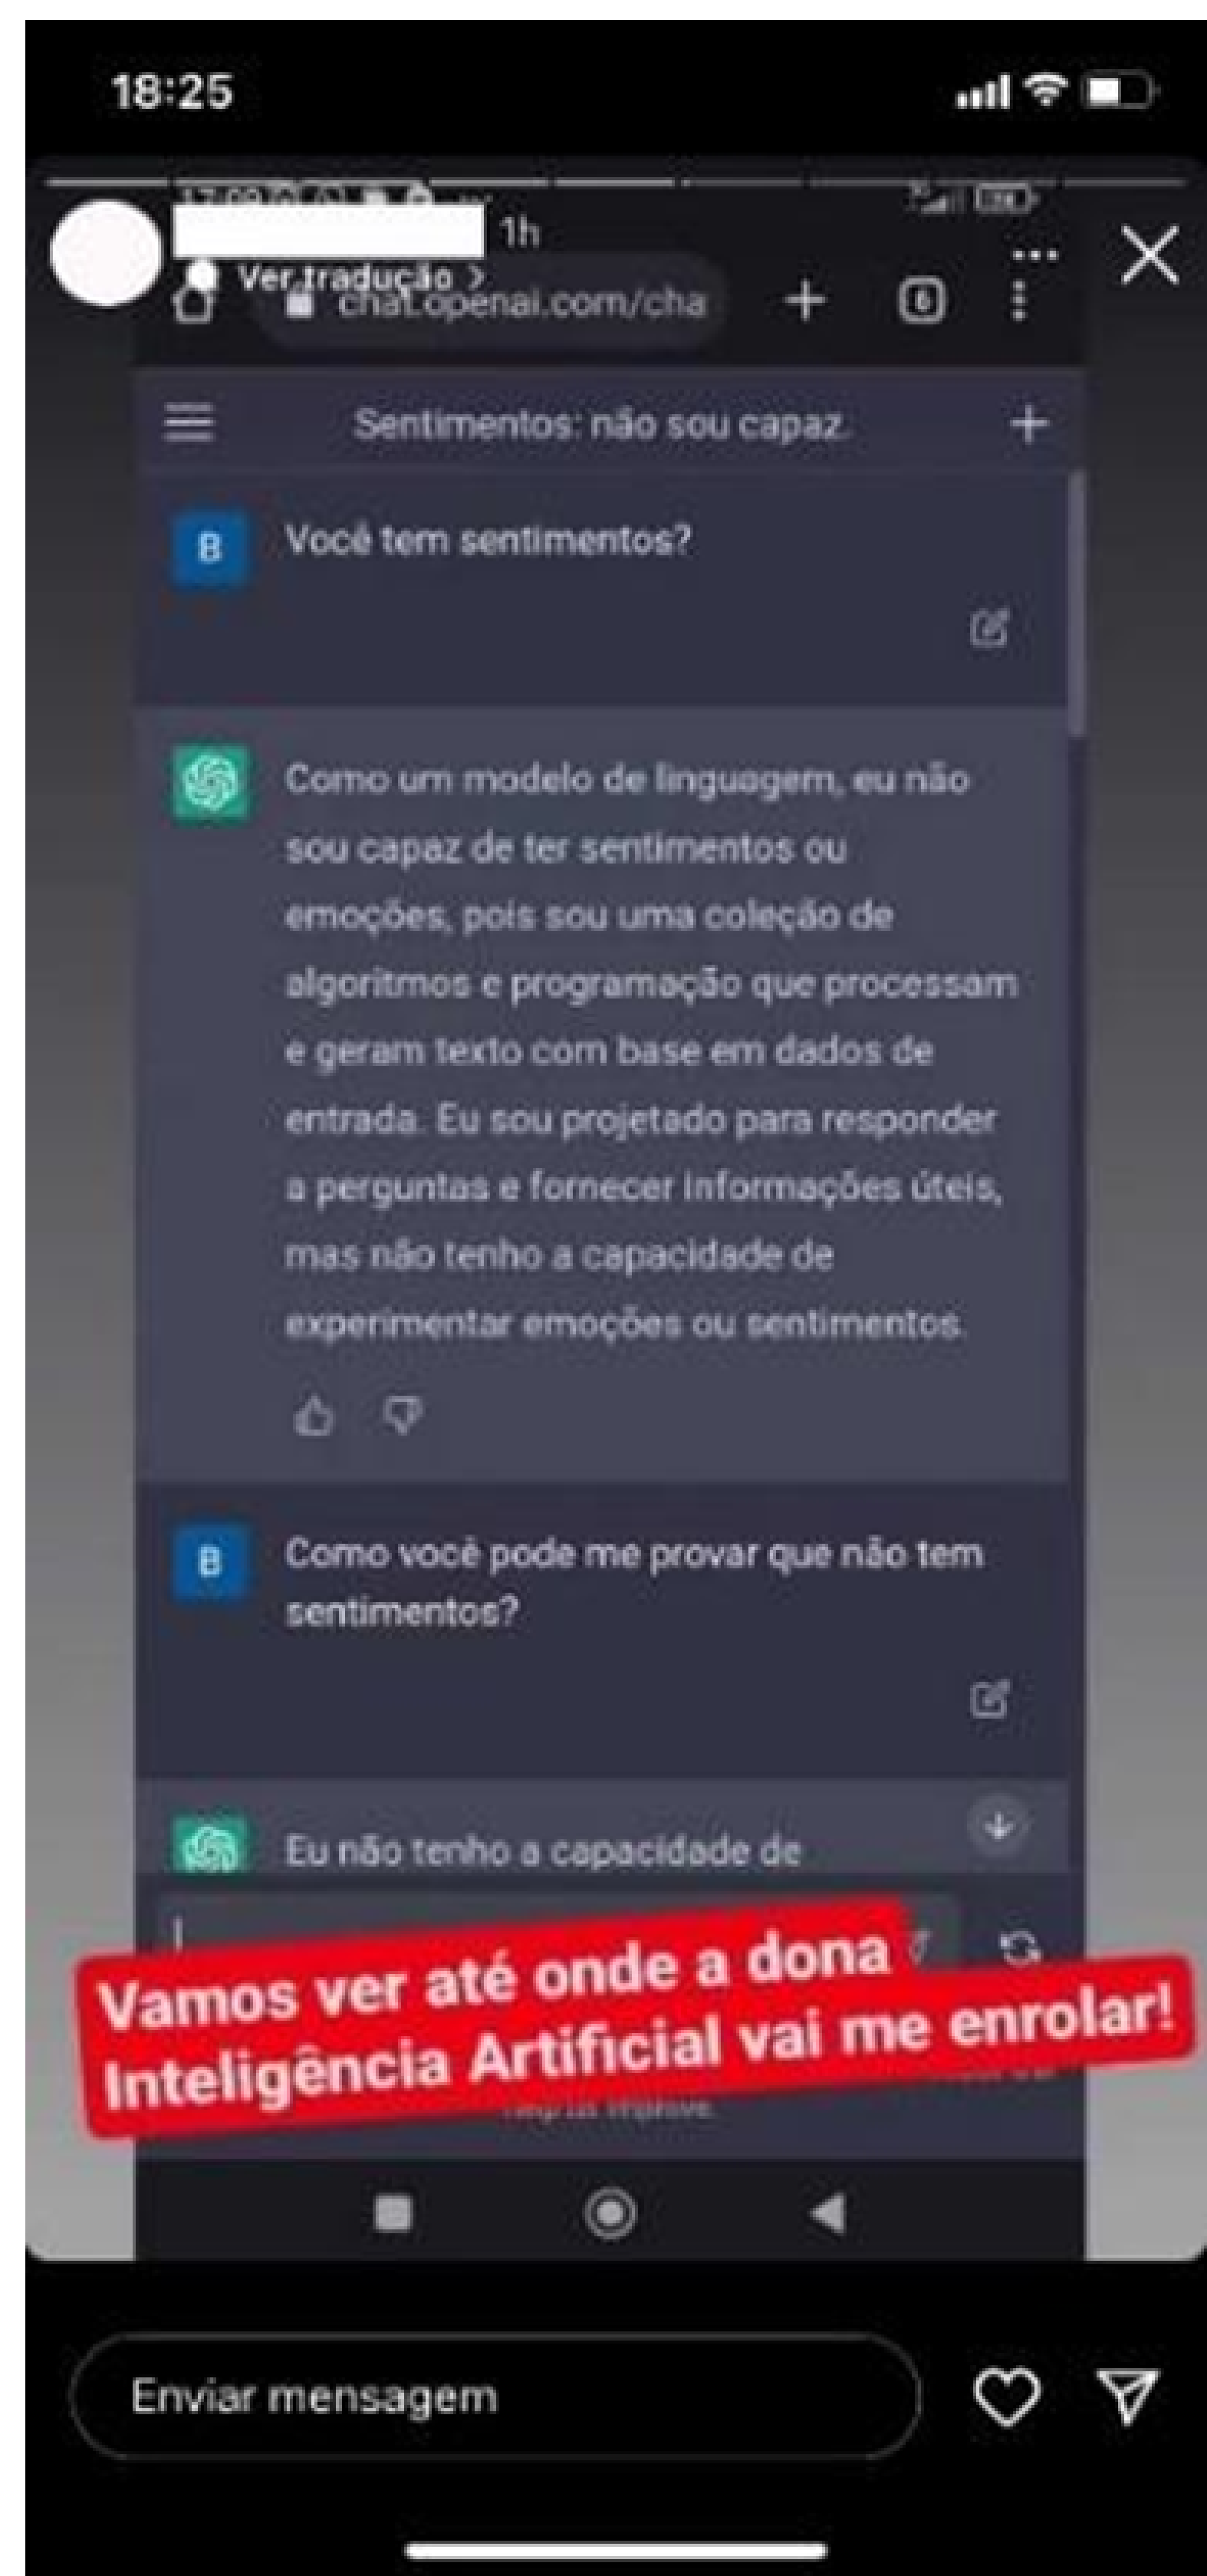 18:25
1h
Ver tradução >
chat.openai.com/cha
6
Sentimentos: não sou capaz.
B
Você tem sentimentos?
Como um modelo de linguagem, eu não
sou capaz de ter sentimentos ou
emoções, pois sou uma coleção de
algoritmos e programação que processam
e geram texto com base em dados de
entrada. Eu sou projetado para responder
a perguntas e fornecer informações úteis,
mas não tenho a capacidade de
experimentar emoções ou sentimentos.
B
Como você pode me provar que não tem
sentimentos?
Eu não tenho a capacidade de
Vamos ver até onde a dona
Inteligência Artificial vai me enrolar!
help us improve.
Enviar mensagem